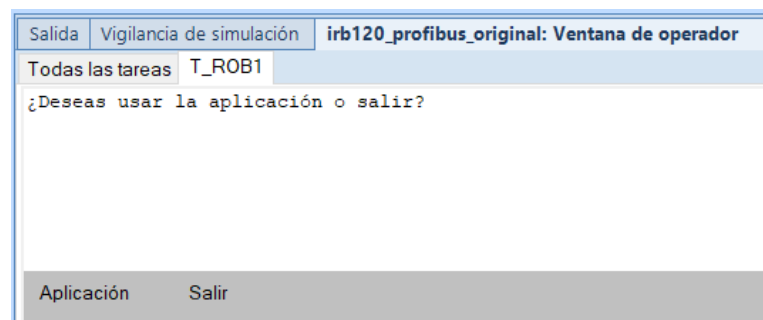 Salida Vigilancia de simulación irb120_profibus_original: Ventana de operador
Todas las tareas T_ROB1
¿Deseas usar la aplicación o salir?
Aplicación Salir